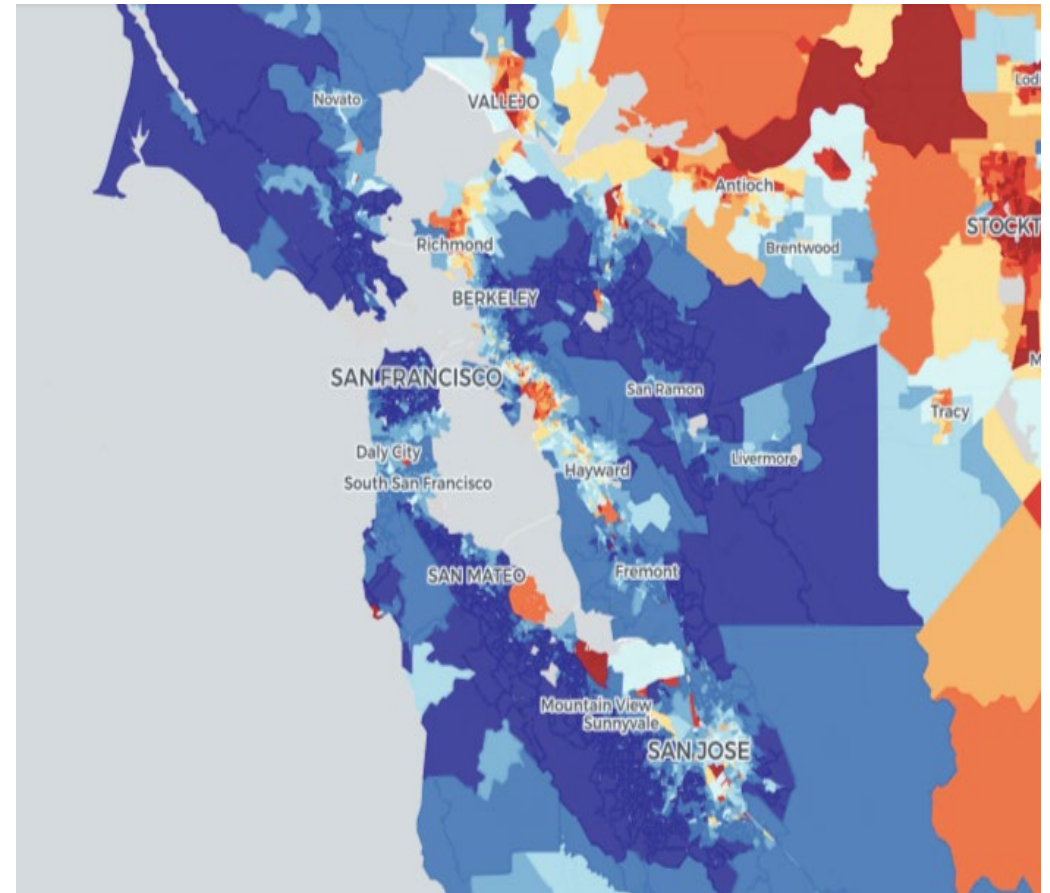 Novato
VALLEJO
Lodi
Antioch
STOCKT
Richmond
Brentwood
BERKELEY
M
SAN FRANCISCO
San Ramon
Tracy
Daly City
Hayward
Livermore
South San Francisco
SAN MATEO
Fremont
Mountain View
Sunnyvale
SAN JOSE